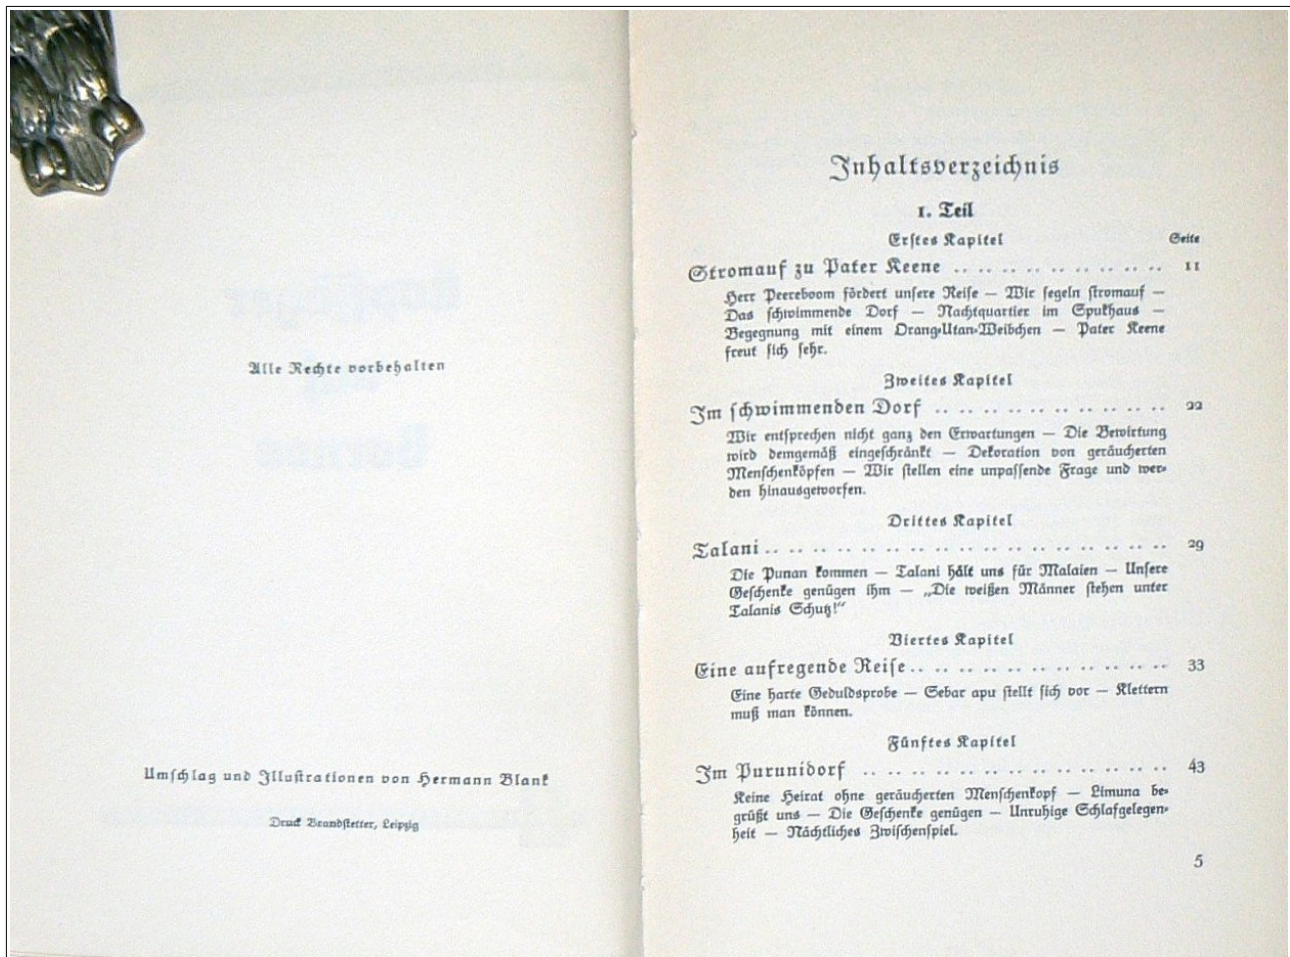 Alle Rechte vorbehalten
Umschlag und Illustrationen von Hermann Blank
Druck Brandstetter, Leipzig
Inhaltsverzeichnis
1. Teil
Erstes Kapitel Seite
Stromauf zu Pater Keene .. .. .. .. .. .. .. .. .. 11
Herr Peereboom fördert unsere Reise — Wir segeln stromauf —
Das schwimmende Dorf — Nachtquartier im Spukhaus —
Begegnung mit einem Orang-Utan-Weibchen — Pater Keene
freut sich sehr.
Zweites Kapitel
Im schwimmenden Dorf .. .. .. .. .. .. .. .. .. .. 22
Wir entsprechen nicht ganz den Erwartungen — Die Bewirtung
wird demgemäß eingeschränkt — Dekoration von geräucherten
Menschenköpfen — Wir stellen eine unpassende Frage und wer-
den hinausgeworfen.
Drittes Kapitel
Talani .. .. .. .. .. .. .. .. .. .. .. .. .. .. .. .. .. 29
Die Punan kommen — Talani hält uns für Malaien — Unsere
Geschenke genügen ihm — „Die weißen Männer stehen unter
Talanis Schutz!“
Viertes Kapitel
Eine aufregende Reise .. .. .. .. .. .. .. .. .. .. .. 33
Eine harte Geduldsprobe — Sebar apu stellt sich vor — Klettern
muß man können.
Fünftes Kapitel
Im Purunidorf .. .. .. .. .. .. .. .. .. .. .. .. .. 43
Keine Heirat ohne geräucherten Menschenkopf — Limuna be-
grüßt uns — Die Geschenke genügen — Unruhige Schlafgelegen-
heit — Nächtliches Zwischenspiel.
5